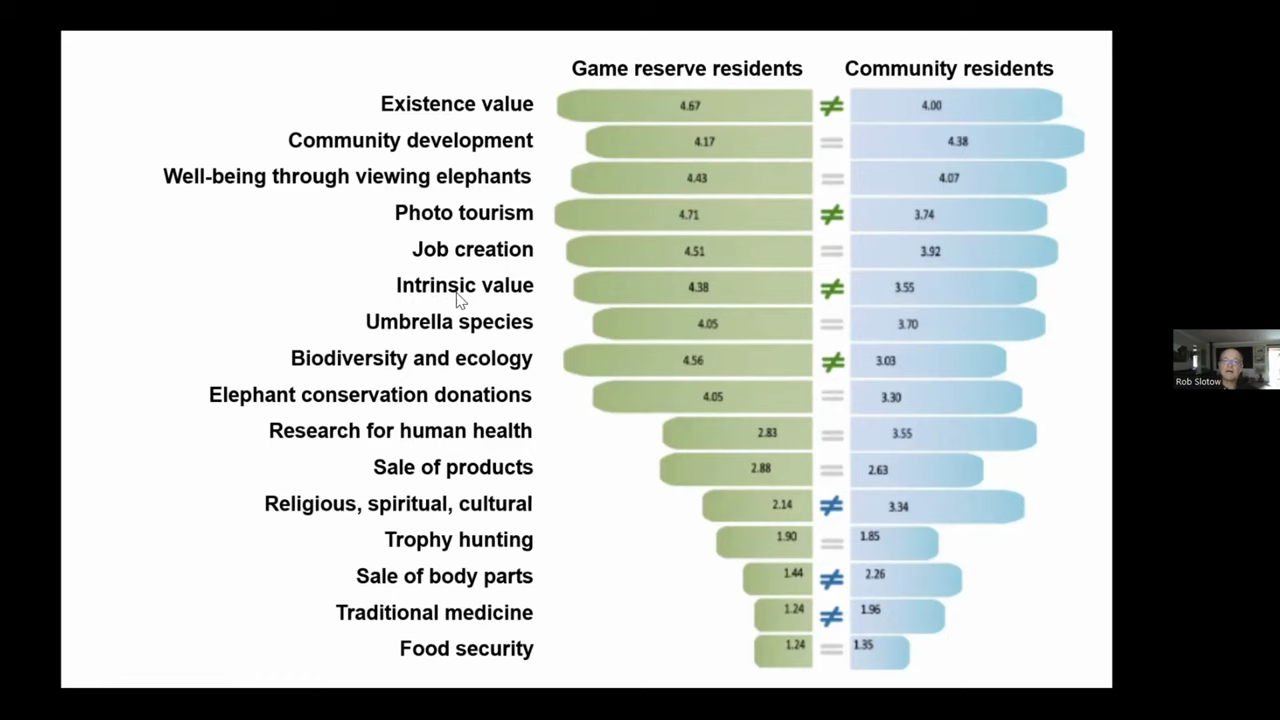 Game reserve residents Community residents
Existence value 4.67 ≠ 4.00
Community development 4.17 = 4.38
Well-being through viewing elephants 4.43 = 4.07
Photo tourism 4.71 ≠ 3.74
Job creation 4.51 = 3.92
Intrinsic value 4.38 ≠ 3.55
Umbrella species 4.05 = 3.70
Biodiversity and ecology 4.56 ≠ 3.03
Elephant conservation donations 4.05 = 3.30
Research for human health 2.83 = 3.55
Sale of products 2.88 = 2.63
Religious, spiritual, cultural 2.14 ≠ 3.34
Trophy hunting 1.90 = 1.85
Sale of body parts 1.44 ≠ 2.26
Traditional medicine 1.24 ≠ 1.96
Food security 1.24 = 1.35
Rob Slotow